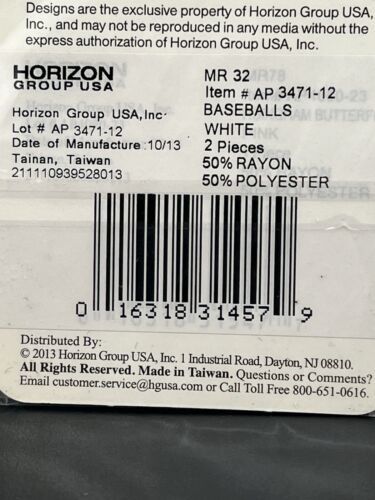 Designs are the exclusive property of Horizon Group USA,
Inc., and may not be reproduced in any media without the
express authorization of Horizon Group USA, Inc.
HORIZON
GROUP USA
Horizon Group USA,Inc.
Lot # AP 3471-12
Date of Manufacture:10/13
Tainan, Taiwan
211110939528013
MR 32
Item # AP 3471-12
BASEBALLS
WHITE
2 Pieces
50% RAYON
50% POLYESTER
0 16318 31457 9
Distributed By:
© 2013 Horizon Group USA, Inc. 1 Industrial Road, Dayton, NJ 08810.
All Rights Reserved. Made in Taiwan. Questions or Comments?
Email customer.service@hgusa.com or Call Toll Free 800-651-0616.